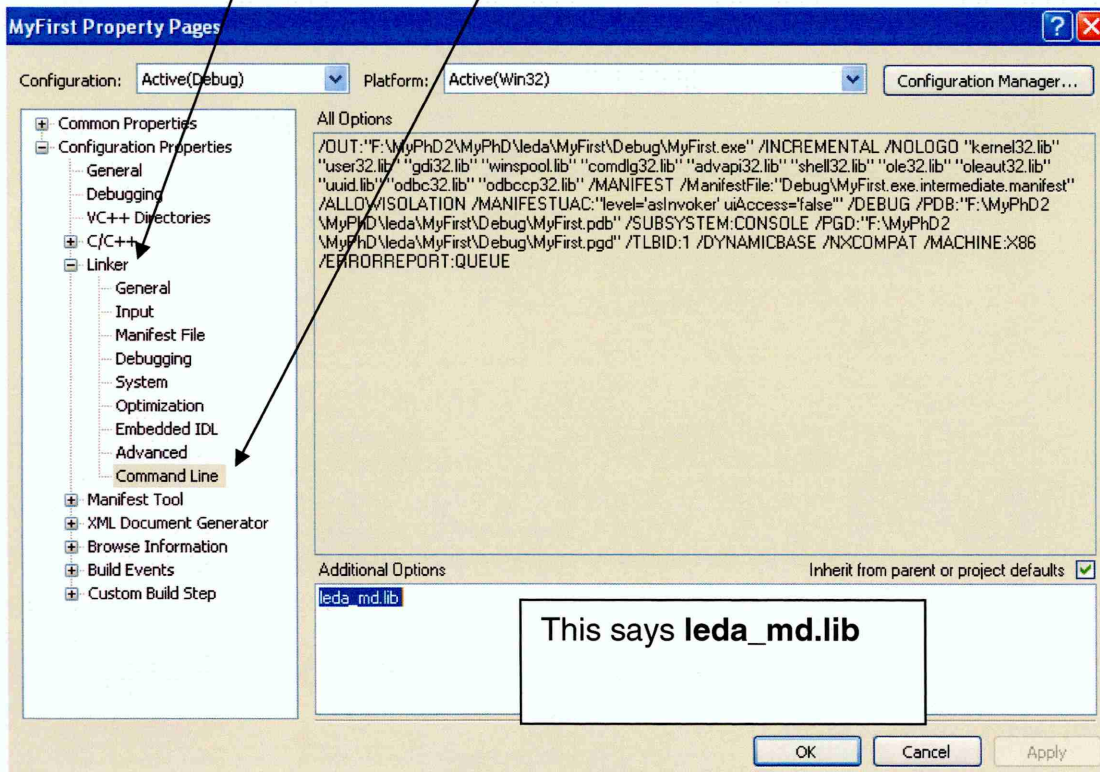 MyFirst Property Pages
Configuration: Active(Debug) Platform: Active(Win32) Configuration Manager...
Common Properties
Configuration Properties
General
Debugging
VC++ Directories
C/C++
Linker
General
Input
Manifest File
Debugging
System
Optimization
Embedded IDL
Advanced
Command Line
Manifest Tool
XML Document Generator
Browse Information
Build Events
Custom Build Step
All Options
/OUT:"F:\MyPhD2\MyPhD\leda\MyFirst\Debug\MyFirst.exe" /INCREMENTAL /NOLOGO "kernel32.lib"
"user32.lib" "gdi32.lib" "winspool.lib" "comdlg32.lib" "advapi32.lib" "shell32.lib" "ole32.lib" "oleaut32.lib"
"uuid.lib" "odbc32.lib" "odbccp32.lib" /MANIFEST /ManifestFile:"Debug\MyFirst.exe.intermediate.manifest"
/ALLOWISOLATION /MANIFESTUAC:"level='asInvoker' uiAccess='false'" /DEBUG /PDB:"F:\MyPhD2
\MyPhD\leda\MyFirst\Debug\MyFirst.pdb" /SUBSYSTEM:CONSOLE /PGD:"F:\MyPhD2
\MyPhD\leda\MyFirst\Debug\MyFirst.pgd" /TLBID:1 /DYNAMICBASE /NXCOMPAT /MACHINE:X86
/ERRORREPORT:QUEUE
Additional Options Inherit from parent or project defaults
leda_md.lib
This says leda_md.lib
OK Cancel Apply